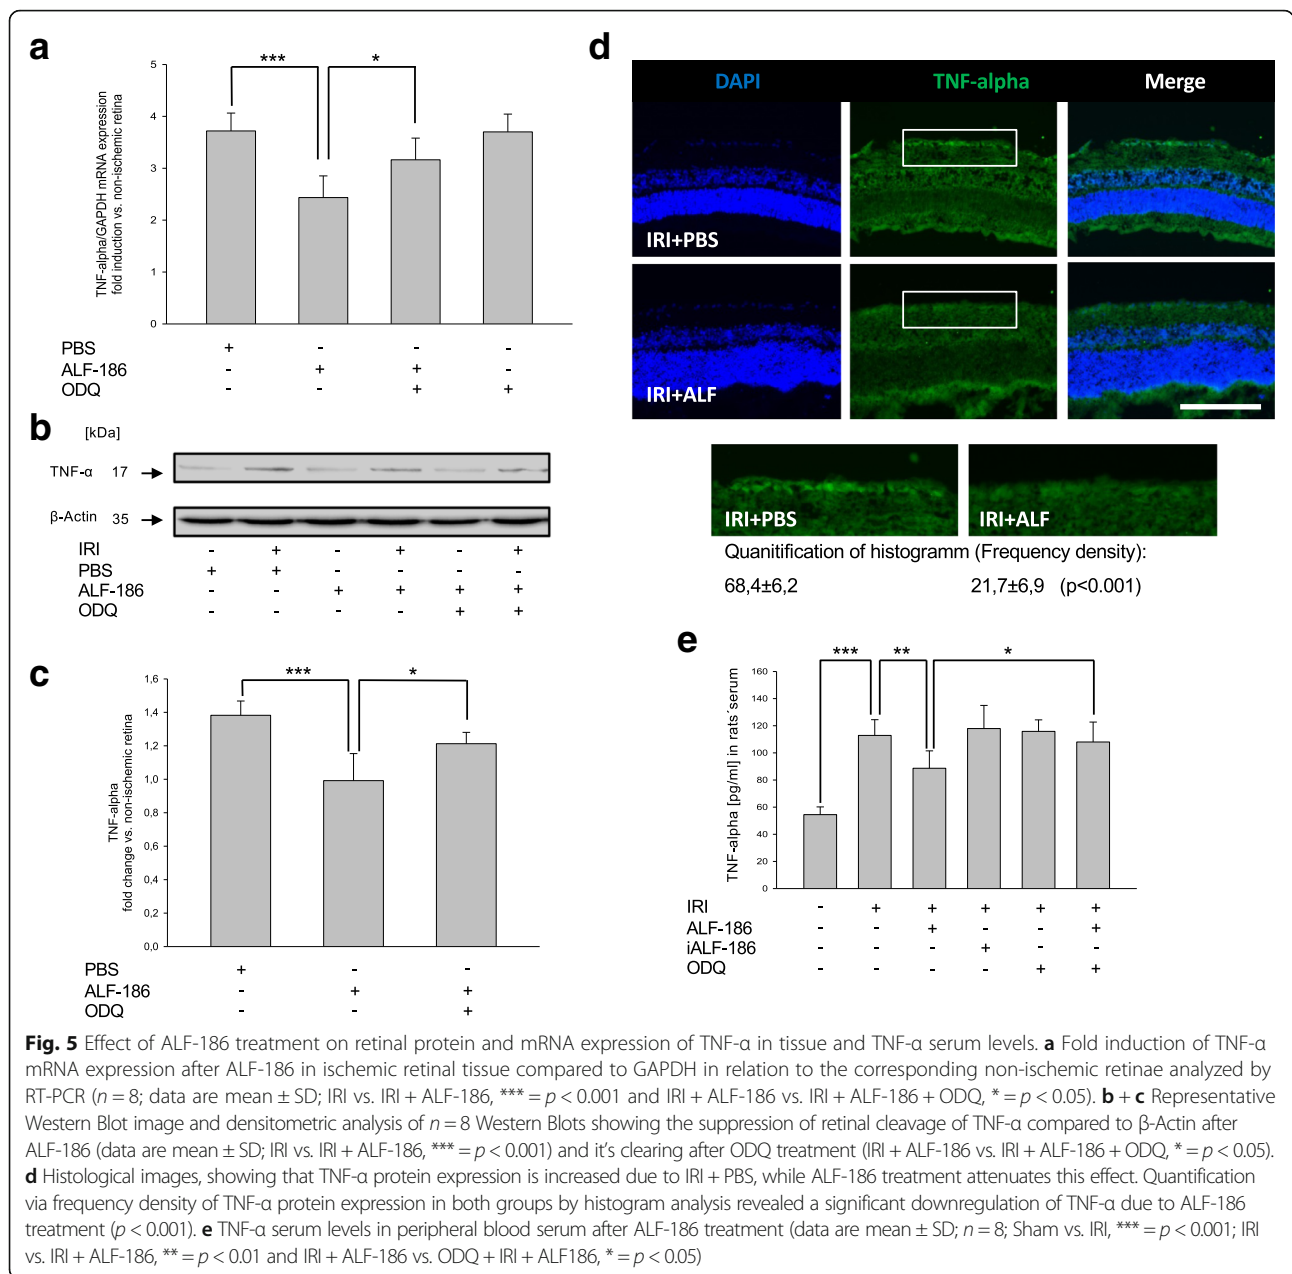 a
TNF-alpha/GAPDH mRNA expression
fold induction vs. non-ischemic retina
5
4
3
2
1
0
*** *
PBS + - - -
ALF-186 - + + -
ODQ - - + +
b
[kDa]
TNF-α 17
β-Actin 35
IRI - + - + - +
PBS + + - - - -
ALF-186 - - + + + +
ODQ - - - - + +
c
TNF-alpha
fold change vs. non-ischemic retina
1,6
1,4
1,2
1,0
0,8
0,6
0,4
0,2
0,0
*** *
PBS + - -
ALF-186 - + +
ODQ - - +
d
DAPI TNF-alpha Merge
IRI+PBS
IRI+ALF
IRI+PBS IRI+ALF
Quanitification of histogramm (Frequency density):
68,4±6,2 21,7±6,9 (p<0.001)
e
TNF-alpha [pg/ml] in rats´serum
160
140
120
100
80
60
40
20
0
*** ** *
IRI - + + + + +
ALF-186 - - + - - +
iALF-186 - - - + - -
ODQ - - - - + +
Fig. 5 Effect of ALF-186 treatment on retinal protein and mRNA expression of TNF-α in tissue and TNF-α serum levels. a Fold induction of TNF-α
mRNA expression after ALF-186 in ischemic retinal tissue compared to GAPDH in relation to the corresponding non-ischemic retinae analyzed by
RT-PCR (n = 8; data are mean ± SD; IRI vs. IRI + ALF-186, *** = p < 0.001 and IRI + ALF-186 vs. IRI + ALF-186 + ODQ, * = p < 0.05). b + c Representative
Western Blot image and densitometric analysis of n = 8 Western Blots showing the suppression of retinal cleavage of TNF-α compared to β-Actin after
ALF-186 (data are mean ± SD; IRI vs. IRI + ALF-186, *** = p < 0.001) and it's clearing after ODQ treatment (IRI + ALF-186 vs. IRI + ALF-186 + ODQ, * = p < 0.05).
d Histological images, showing that TNF-α protein expression is increased due to IRI + PBS, while ALF-186 treatment attenuates this effect. Quantification
via frequency density of TNF-α protein expression in both groups by histogram analysis revealed a significant downregulation of TNF-α due to ALF-186
treatment (p < 0.001). e TNF-α serum levels in peripheral blood serum after ALF-186 treatment (data are mean ± SD; n = 8; Sham vs. IRI, *** = p < 0.001; IRI
vs. IRI + ALF-186, ** = p < 0.01 and IRI + ALF-186 vs. ODQ + IRI + ALF186, * = p < 0.05)